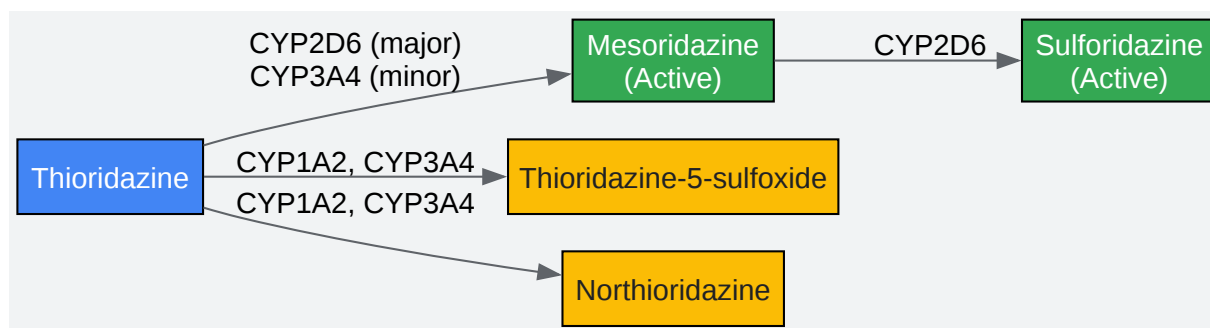 CYP2D6 (major)
CYP3A4 (minor)
Mesoridazine
(Active)
CYP2D6
Sulforidazine
(Active)
Thioridazine
CYP1A2, CYP3A4
Thioridazine-5-sulfoxide
CYP1A2, CYP3A4
Northioridazine